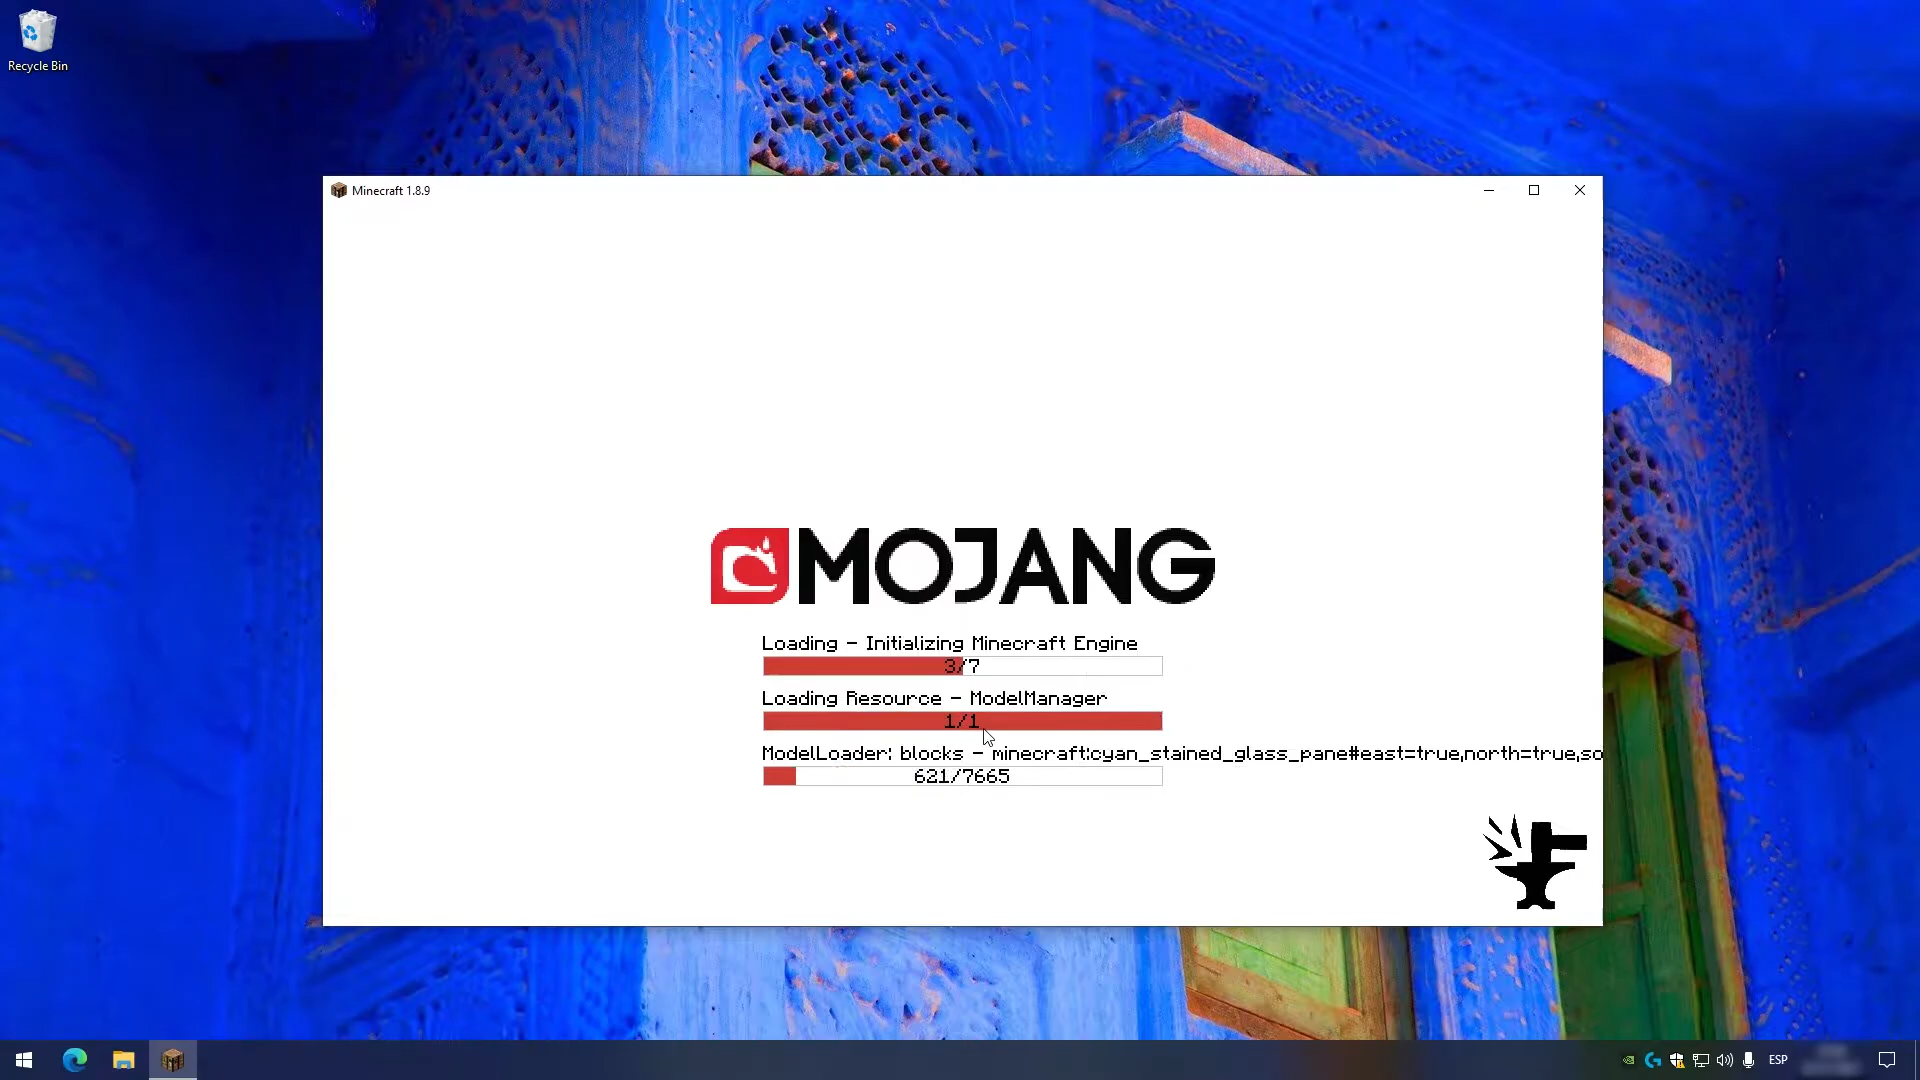 Recycle Bin
Minecraft 1.8.9
MOJANG
Loading - Initializing Minecraft Engine
3/7
Loading Resource - ModelManager
1/1
ModelLoader: blocks - minecraft:cyan_stained_glass_pane#east=true,north=true,so
621/7665
ESP